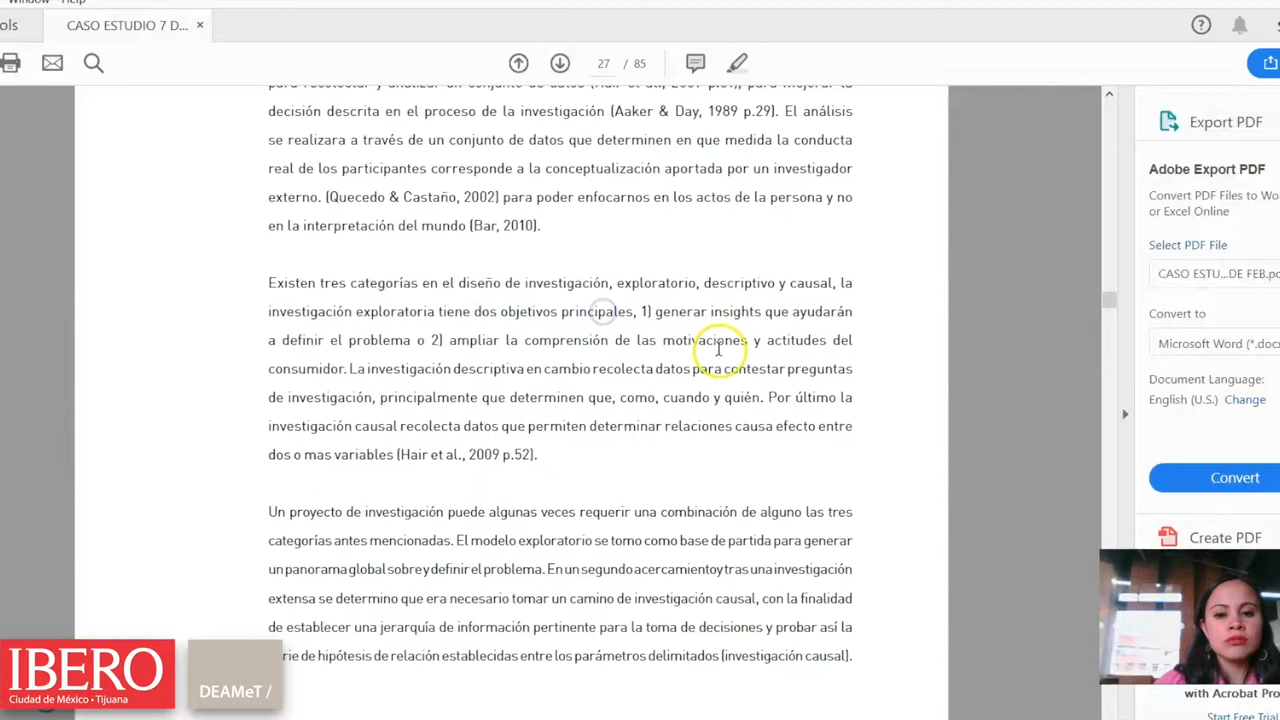 Window Help
ols
CASO ESTUDIO 7 D... ×
27 / 85
decisión descrita en el proceso de la investigación (Aaker & Day, 1989 p.29). El análisis
se realizara a través de un conjunto de datos que determinen en que medida la conducta
real de los participantes corresponde a la conceptualización aportada por un investigador
externo. (Quecedo & Castaño, 2002) para poder enfocarnos en los actos de la persona y no
en la interpretación del mundo (Bar, 2010).
Existen tres categorías en el diseño de investigación, exploratorio, descriptivo y causal, la
investigación exploratoria tiene dos objetivos principales, 1) generar insights que ayudarán
a definir el problema o 2) ampliar la comprensión de las motivaciones y actitudes del
consumidor. La investigación descriptiva en cambio recolecta datos para contestar preguntas
de investigación, principalmente que determinen que, como, cuando y quién. Por último la
investigación causal recolecta datos que permiten determinar relaciones causa efecto entre
dos o mas variables (Hair et al., 2009 p.52).
Un proyecto de investigación puede algunas veces requerir una combinación de alguno las tres
categorías antes mencionadas. El modelo exploratorio se tomo como base de partida para generar
un panorama global sobre y definir el problema. En un segundo acercamiento y tras una investigación
extensa se determino que era necesario tomar un camino de investigación causal, con la finalidad
de establecer una jerarquía de información pertinente para la toma de decisiones y probar así la
rie de hipótesis de relación establecidas entre los parámetros delimitados (investigación causal).
Export PDF
Adobe Export PDF
Convert PDF Files to Wo
or Excel Online
Select PDF File
CASO ESTU...DE FEB.pd
Convert to
Microsoft Word (*.docx
Document Language:
English (U.S.) Change
Convert
Create PDF
with Acrobat Pro
Start Free Trial
IBERO
Ciudad de México • Tijuana
DEAMeT /